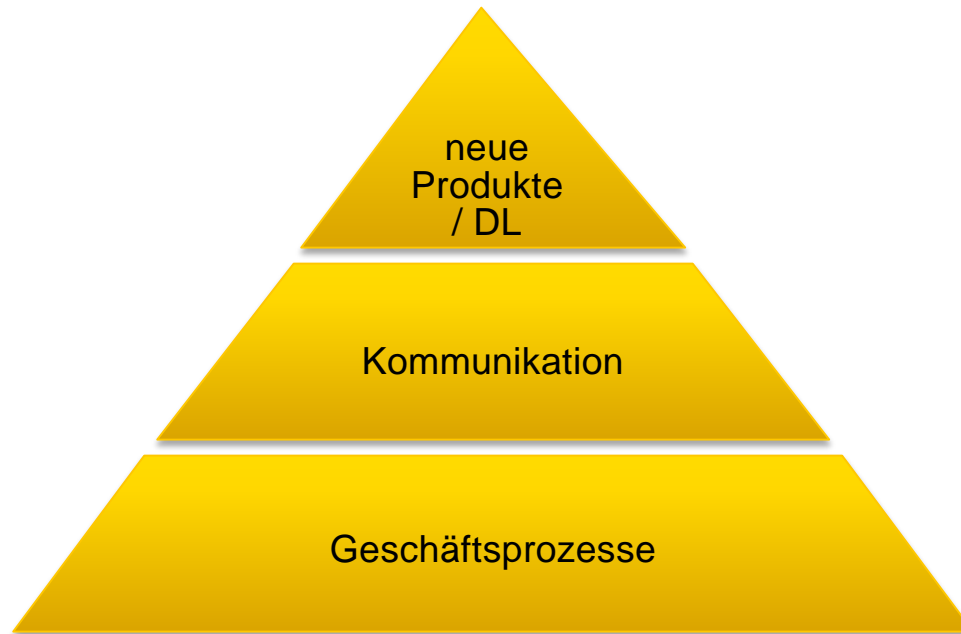 neue
Produkte
/ DL
Kommunikation
Geschäftsprozesse